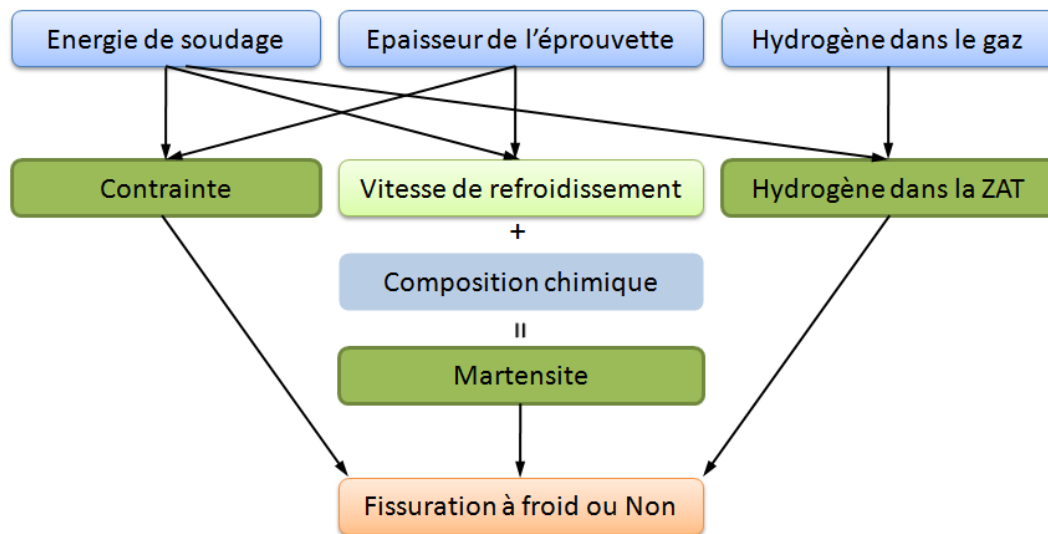 Energie de soudage
Epaisseur de l'éprouvette
Hydrogène dans le gaz
Contrainte
Vitesse de refroidissement
Hydrogène dans la ZAT
+
Composition chimique
=
Martensite
Fissuration à froid ou Non